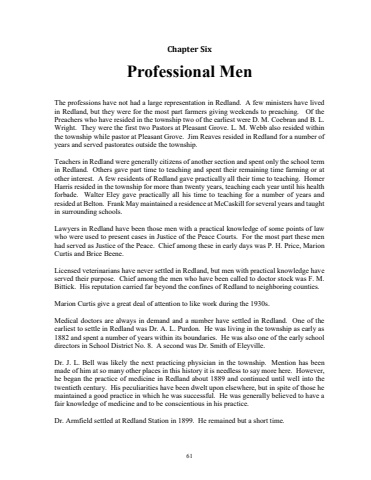 Chapter Six
Professional Men
The professions have not had a large representation in Redland. A few ministers have lived
in Redland, but they were for the most part farmers giving weekends to preaching. Of the
Preachers who have resided in the township two of the earliest were D. M. Coebran and B. L.
Wright. They were the first two Pastors at Pleasant Grove. L. M. Webb also resided within
the township while pastor at Pleasant Grove. Jim Reaves resided in Redland for a number of
years and served pastorates outside the township.
Teachers in Redland were generally citizens of another section and spent only the school term
in Redland. Others gave part time to teaching and spent their remaining time farming or at
other interest. A few residents of Redland gave practically all their time to teaching. Homer
Harris resided in the township for more than twenty years, teaching each year until his health
forbade. Walter Eley gave practically all his time to teaching for a number of years and
resided at Belton. Frank May maintained a residence at McCaskill for several years and taught
in surrounding schools.
Lawyers in Redland have been those men with a practical knowledge of some points of law
who were used to present cases in Justice of the Peace Courts. For the most part these men
had served as Justice of the Peace. Chief among these in early days was P. H. Price, Marion
Curtis and Brice Beene.
Licensed veterinarians have never settled in Redland, but men with practical knowledge have
served their purpose. Chief among the men who have been called to doctor stock was F. M.
Bittick. His reputation carried far beyond the confines of Redland to neighboring counties.
Marion Curtis give a great deal of attention to like work during the 1930s.
Medical doctors are always in demand and a number have settled in Redland. One of the
earliest to settle in Redland was Dr. A. L. Purdon. He was living in the township as early as
1882 and spent a number of years within its boundaries. He was also one of the early school
directors in School District No. 8. A second was Dr. Smith of Eleyville.
Dr. J. L. Bell was likely the next practicing physician in the township. Mention has been
made of him at so many other places in this history it is needless to say more here. However,
he began the practice of medicine in Redland about 1889 and continued until well into the
twentieth century. His peculiarities have been dwelt upon elsewhere, but in spite of those he
maintained a good practice in which he was successful. He was generally believed to have a
fair knowledge of medicine and to be conscientious in his practice.
Dr. Armfield settled at Redland Station in 1899. He remained but a short time.
61